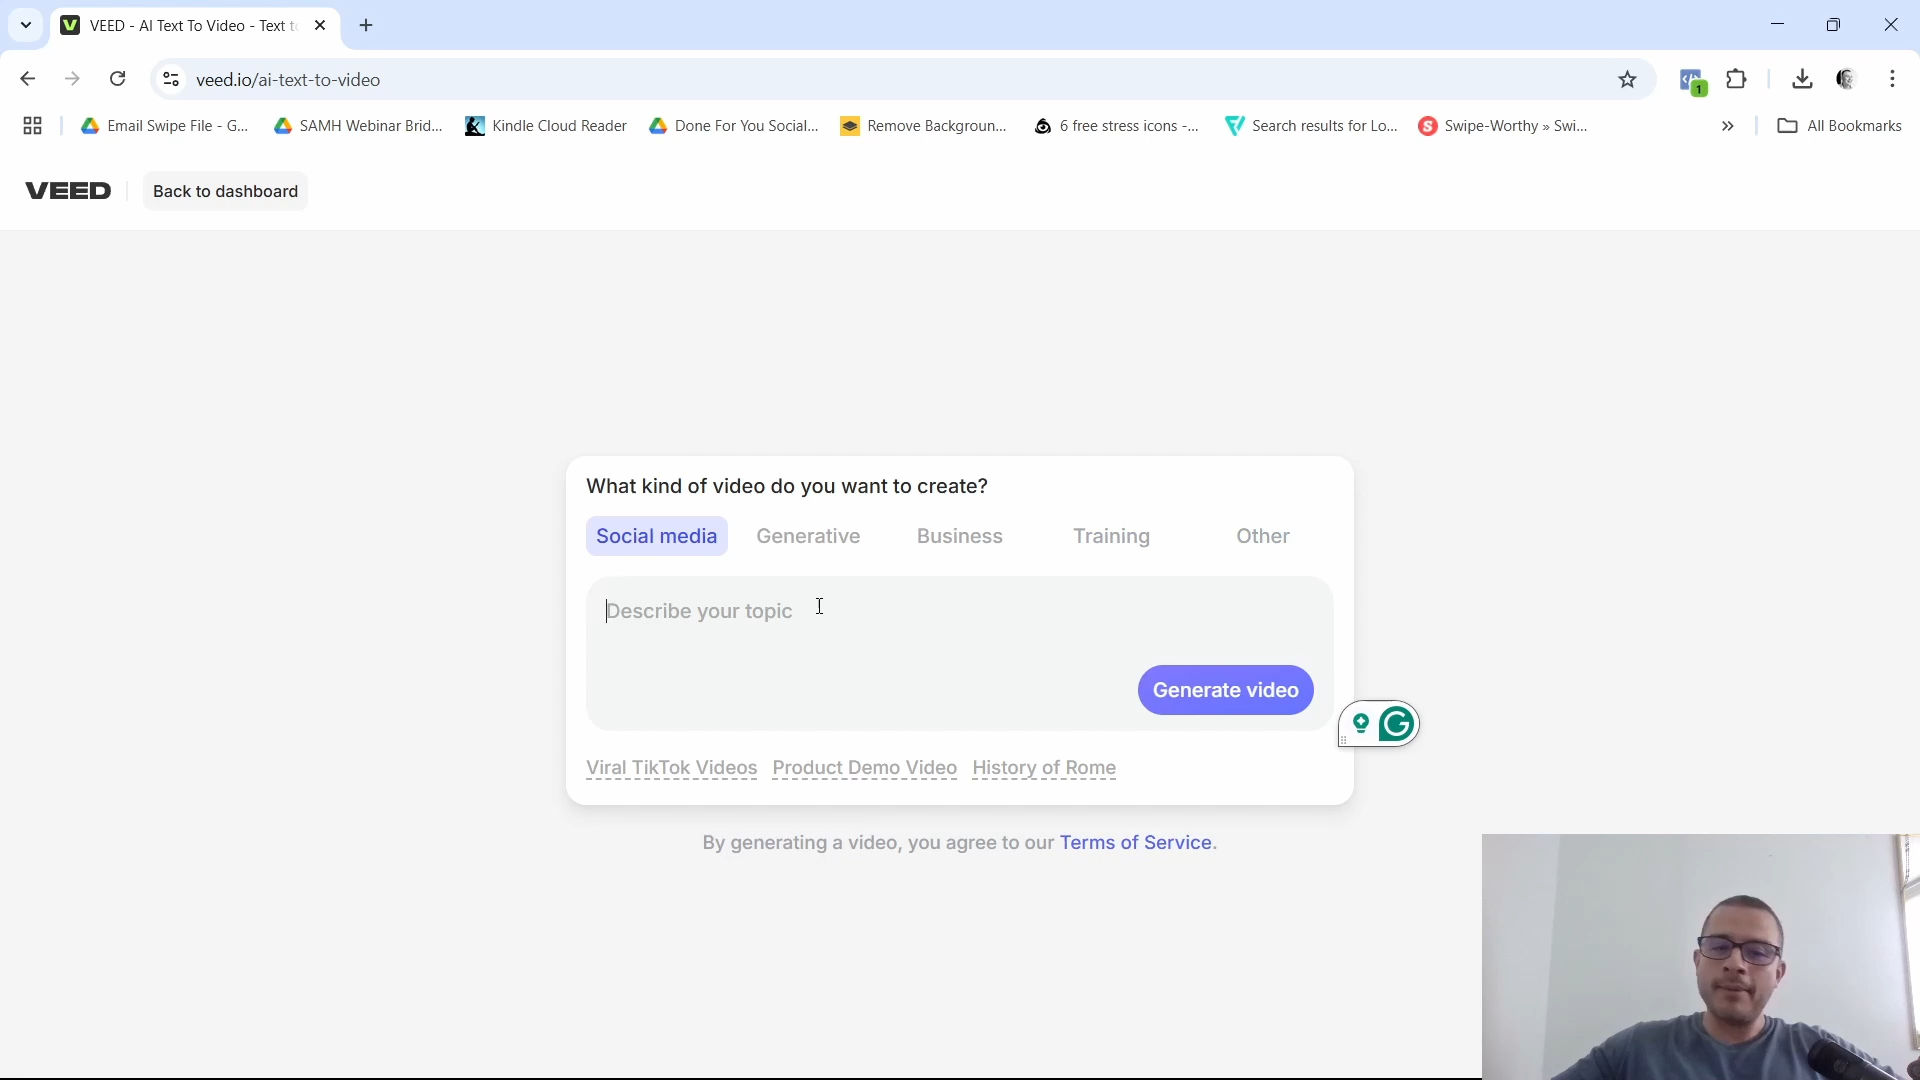 VEED - AI Text To Video - Text to
veed.io/ai-text-to-video
1
Email Swipe File - G...
SAMH Webinar Brid...
Kindle Cloud Reader
Done For You Social...
Remove Backgroun...
6 free stress icons -...
Search results for Lo...
Swipe-Worthy » Swi...
All Bookmarks
VEED
Back to dashboard
What kind of video do you want to create?
Social media
Generative
Business
Training
Other
Describe your topic
Generate video
Viral TikTok Videos
Product Demo Video
History of Rome
By generating a video, you agree to our Terms of Service.